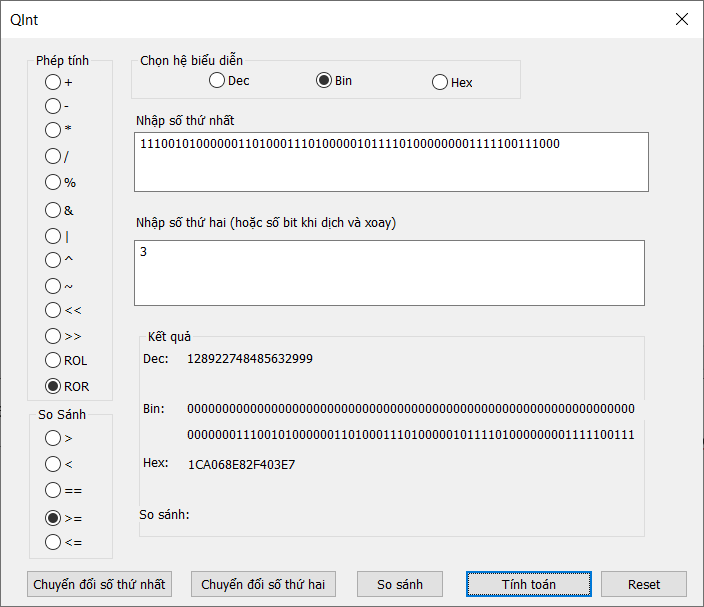 QInt
Phép tính
+
-
*
/
%
&
|
^
~
<<
>>
ROL
ROR
So Sánh
>
<
==
>=
<=
Chọn hệ biểu diễn
Dec Bin Hex
Nhập số thứ nhất
111001010000001101000111010000010111101000000001111100111000
Nhập số thứ hai (hoặc số bit khi dịch và xoay)
3
Kết quả
Dec: 128922748485632999
Bin: 0000000000000000000000000000000000000000000000000000000000000000
0000000111001010000001101000111010000010111101000000001111100111
Hex: 1CA068E82F403E7
So sánh:
Chuyển đổi số thứ nhất Chuyển đổi số thứ hai So sánh Tính toán Reset